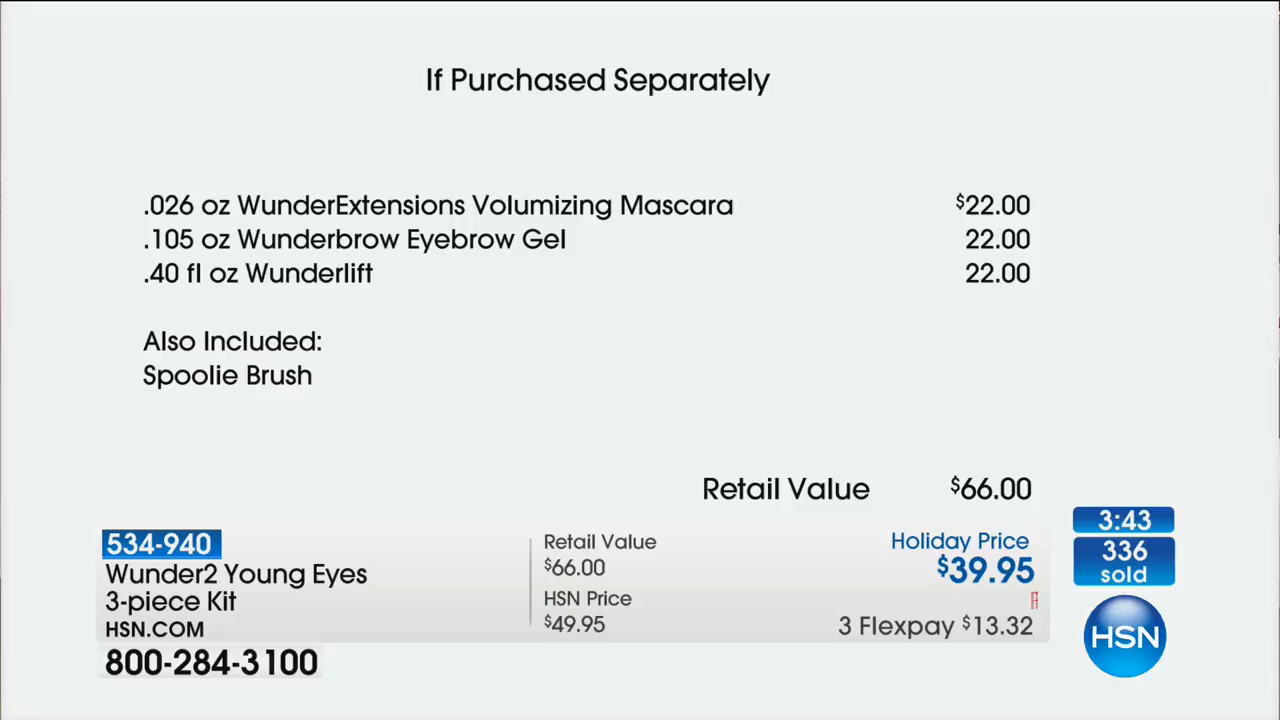 If Purchased Separately
.026 oz WunderExtensions Volumizing Mascara $22.00
.105 oz Wunderbrow Eyebrow Gel 22.00
.40 fl oz Wunderlift 22.00
Also Included:
Spoolie Brush
Retail Value $66.00
534-940
Wunder2 Young Eyes
3-piece Kit
HSN.COM
800-284-3100
Retail Value
$66.00
HSN Price
$49.95
Holiday Price
$39.95
3 Flexpay $13.32
3:43
336
sold
HSN